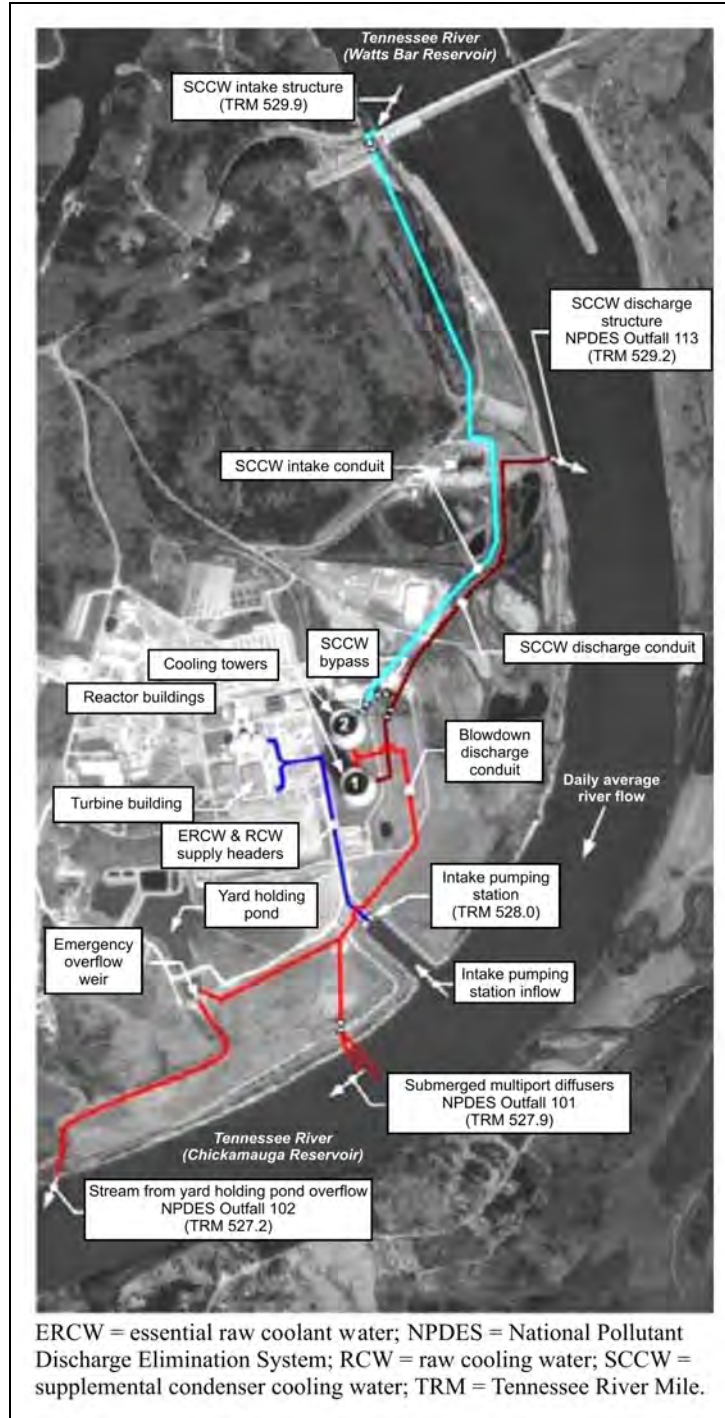 Tennessee River
(Watts Bar Reservoir)
SCCW intake structure
(TRM 529.9)
SCCW discharge
structure
NPDES Outfall 113
(TRM 529.2)
SCCW intake conduit
SCCW
bypass
SCCW discharge conduit
Cooling towers
Reactor buildings
2
Blowdown
discharge
conduit
1
Daily average
river flow
Turbine building
ERCW & RCW
supply headers
Yard holding
pond
Intake pumping
station
(TRM 528.0)
Emergency
overflow
weir
Intake pumping
station inflow
Submerged multiport diffusers
NPDES Outfall 101
(TRM 527.9)
Tennessee River
(Chickamauga Reservoir)
Stream from yard holding pond overflow
NPDES Outfall 102
(TRM 527.2)
ERCW = essential raw coolant water; NPDES = National Pollutant
Discharge Elimination System; RCW = raw cooling water; SCCW =
supplemental condenser cooling water; TRM = Tennessee River Mile.